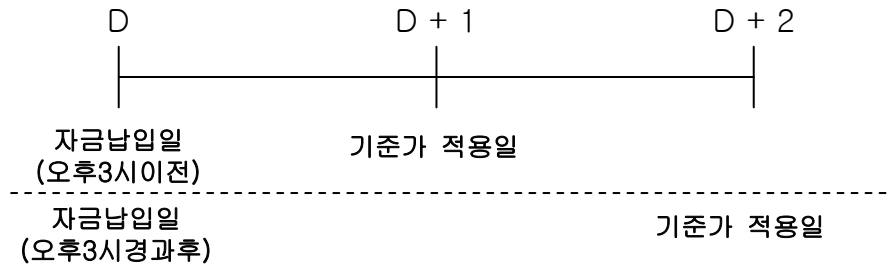 D D + 1 D + 2
자금납입일
(오후3시이전)
기준가 적용일
자금납입일
(오후3시경과후)
기준가 적용일